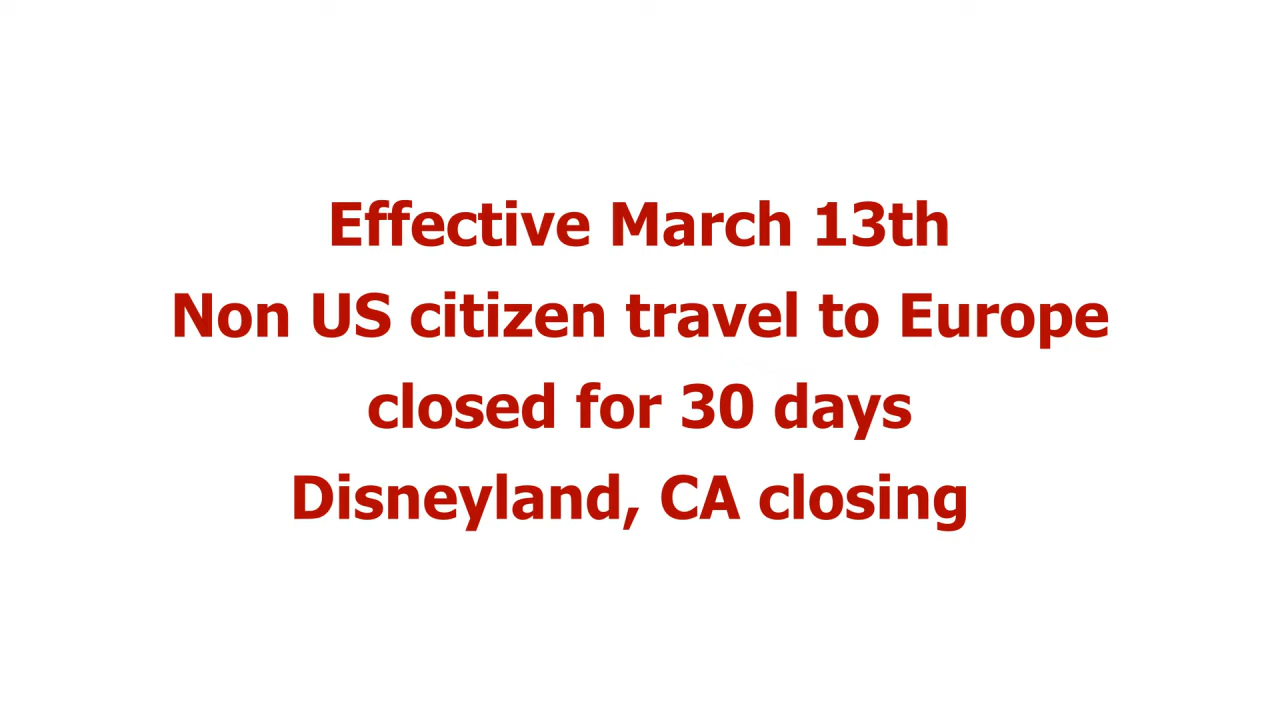 Effective March 13th
Non US citizen travel to Europe
closed for 30 days
Disneyland, CA closing